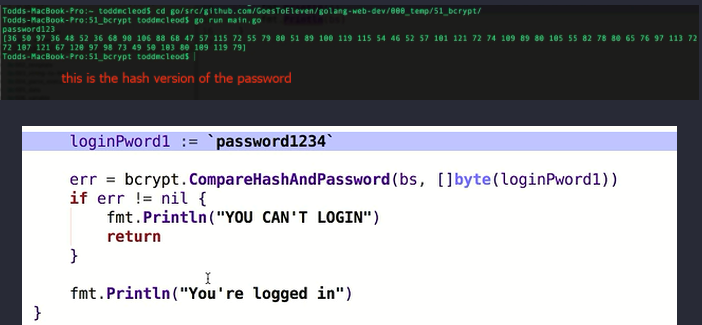 Todds-MacBook-Pro:~ toddmcleod$ cd go/src/github.com/GoesToEleven/golang-web-dev/000_temp/51_bcrypt/
Todds-MacBook-Pro:51_bcrypt toddmcleod$ go run main.go
password123
[36 50 97 36 48 52 36 68 98 106 88 68 47 57 115 72 55 79 80 51 89 100 119 115 54 46 52 57 101 121 72 74 109 89 80 105 55 82 78 80 65 76 97 113 72
72 107 121 67 120 97 98 73 49 50 103 80 109 119 79]
Todds-MacBook-Pro:51_bcrypt toddmcleod$
this is the hash version of the password
loginPword1 := `password1234`
err = bcrypt.CompareHashAndPassword(bs, []byte(loginPword1))
if err != nil {
fmt.Println("YOU CAN'T LOGIN")
return
}
fmt.Println("You're logged in")
}